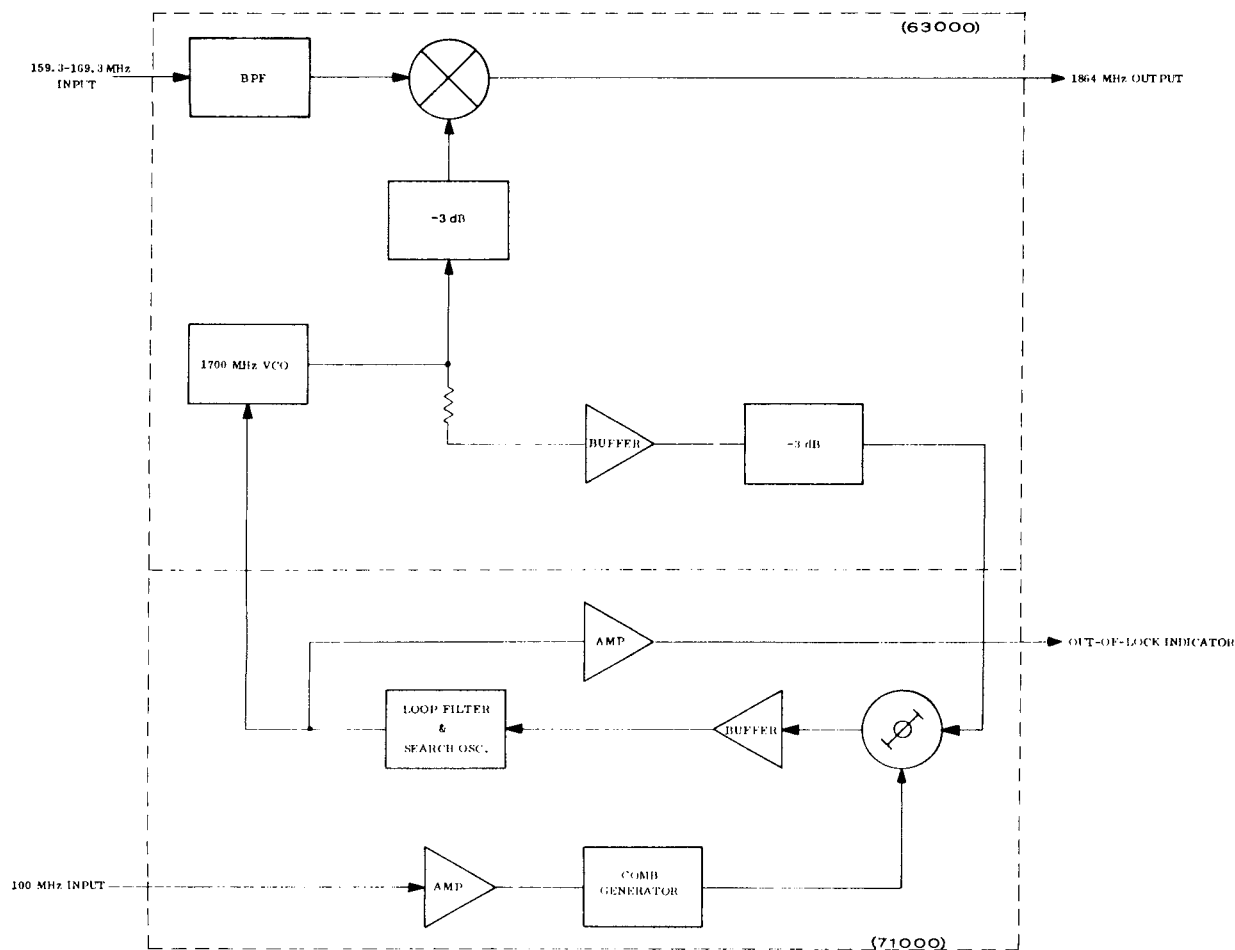 (63000)
159.3-169.3 MHz
INPUT
BPF
1864 MHz OUTPUT
-3 dB
1700 MHz VCO
BUFFER
-3 dB
AMP
OUT-OF-LOCK INDICATOR
LOOP FILTER
&
SEARCH OSC.
BUFFER
100 MHz INPUT
AMP
COMB
GENERATOR
(71000)